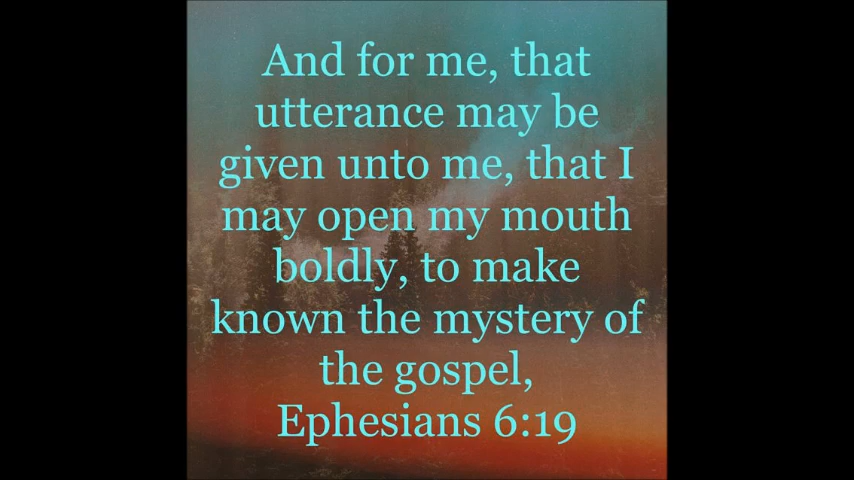 And for me, that
utterance may be
given unto me, that I
may open my mouth
boldly, to make
known the mystery of
the gospel,
Ephesians 6:19